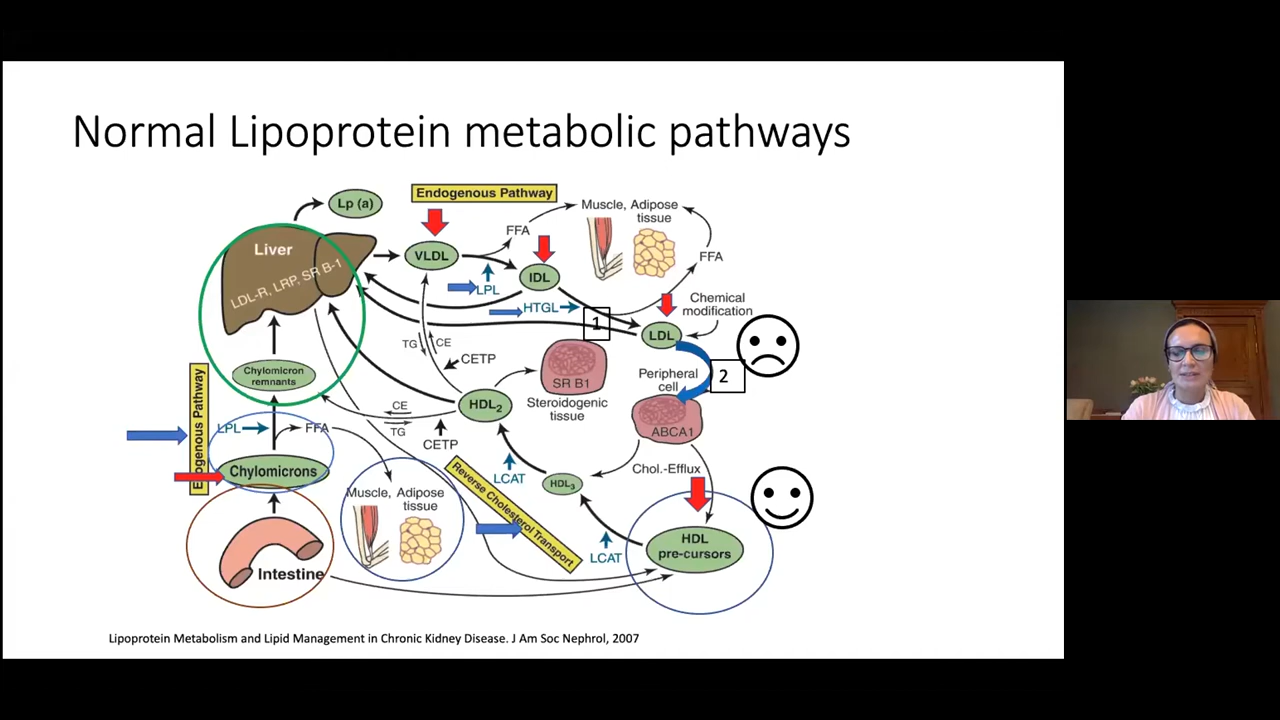 Normal Lipoprotein metabolic pathways
Lp (a)
Endogenous Pathway
Muscle, Adipose
tissue
FFA
Liver
LDL-R, LRP, SR B-1
VLDL
IDL
FFA
LPL
HTGL
1
Chemical
modification
LDL
TG
CE
CETP
Peripheral
cell
2
SR B1
Steroidogenic
tissue
Chylomicron
remnants
HDL2
CE
TG
CETP
ABCA1
Exogenous Pathway
LPL
FFA
Chylomicrons
Chol.-Efflux
LCAT
HDL3
Reverse Cholesterol Transport
Muscle, Adipose
tissue
LCAT
HDL
pre-cursors
Intestine
Lipoprotein Metabolism and Lipid Management in Chronic Kidney Disease. J Am Soc Nephrol, 2007